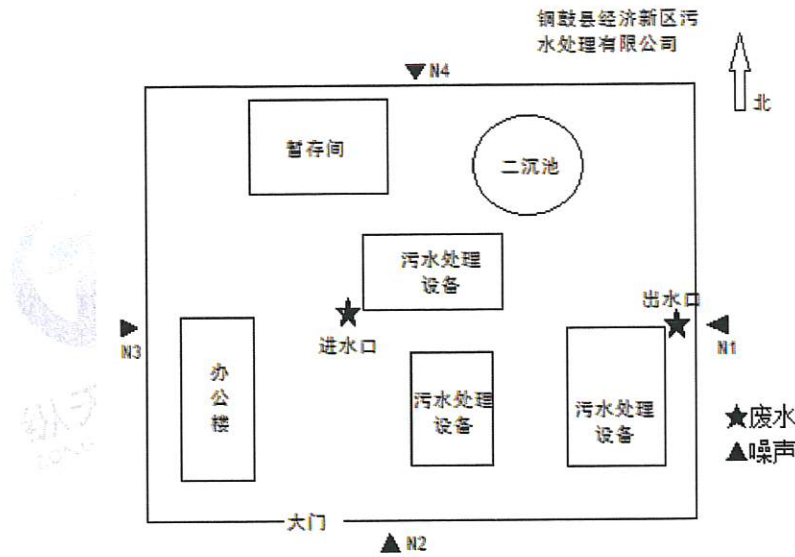 铜鼓县经济新区污
水处理有限公司
北
N4
暂存间
二沉池
污水处理
设备
出水口
进水口
N3
N1
办
公
楼
污水处理
设备
污水处理
设备
★废水
▲噪声
大门
N2